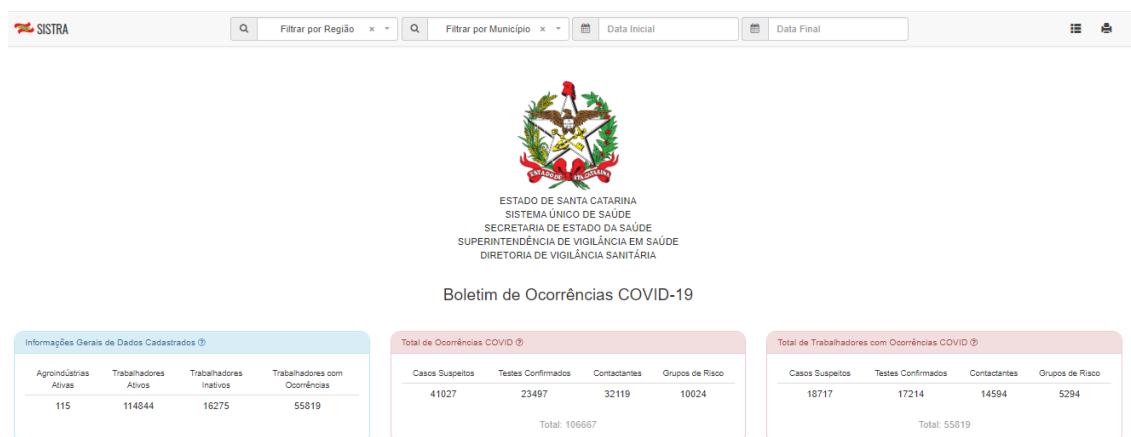 SISTRA
Filtrar por Região × 
Filtrar por Município ×
Data Inicial
Data Final
ESTADO DE SANTA CATARINA
ESTADO DE SANTA CATARINA
SISTEMA ÚNICO DE SAÚDE
SECRETARIA DE ESTADO DA SAÚDE
SUPERINTENDÊNCIA DE VIGILÂNCIA EM SAÚDE
DIRETORIA DE VIGILÂNCIA SANITÁRIA
Boletim de Ocorrências COVID-19
Informações Gerais de Dados Cadastrados
Agroindústrias Ativas
Trabalhadores Ativos
Trabalhadores Inativos
Trabalhadores com Ocorrências
115 114844 16275 55819
Total de Ocorrências COVID
Casos Suspeitos Testes Confirmados Contactantes Grupos de Risco
41027 23497 32119 10024
Total: 106667
Total de Trabalhadores com Ocorrências COVID
Casos Suspeitos Testes Confirmados Contactantes Grupos de Risco
18717 17214 14594 5294
Total: 55819